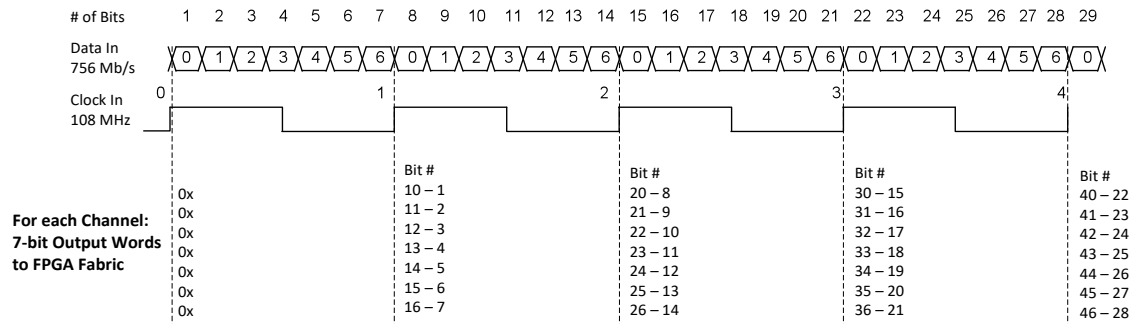 # of Bits 1 2 3 4 5 6 7 8 9 10 11 12 13 14 15 16 17 18 19 20 21 22 23 24 25 26 27 28 29
Data In
756 Mb/s
0 1 2 3 4 5 6 0 1 2 3 4 5 6 0 1 2 3 4 5 6 0 1 2 3 4 5 6 0
Clock In
108 MHz
0 1 2 3 4
For each Channel:
7-bit Output Words
to FPGA Fabric
0x
0x
0x
0x
0x
0x
0x
Bit #
10 – 1
11 – 2
12 – 3
13 – 4
14 – 5
15 – 6
16 – 7
Bit #
20 – 8
21 – 9
22 – 10
23 – 11
24 – 12
25 – 13
26 – 14
Bit #
30 – 15
31 – 16
32 – 17
33 – 18
34 – 19
35 – 20
36 – 21
Bit #
40 – 22
41 – 23
42 – 24
43 – 25
44 – 26
45 – 27
46 – 28